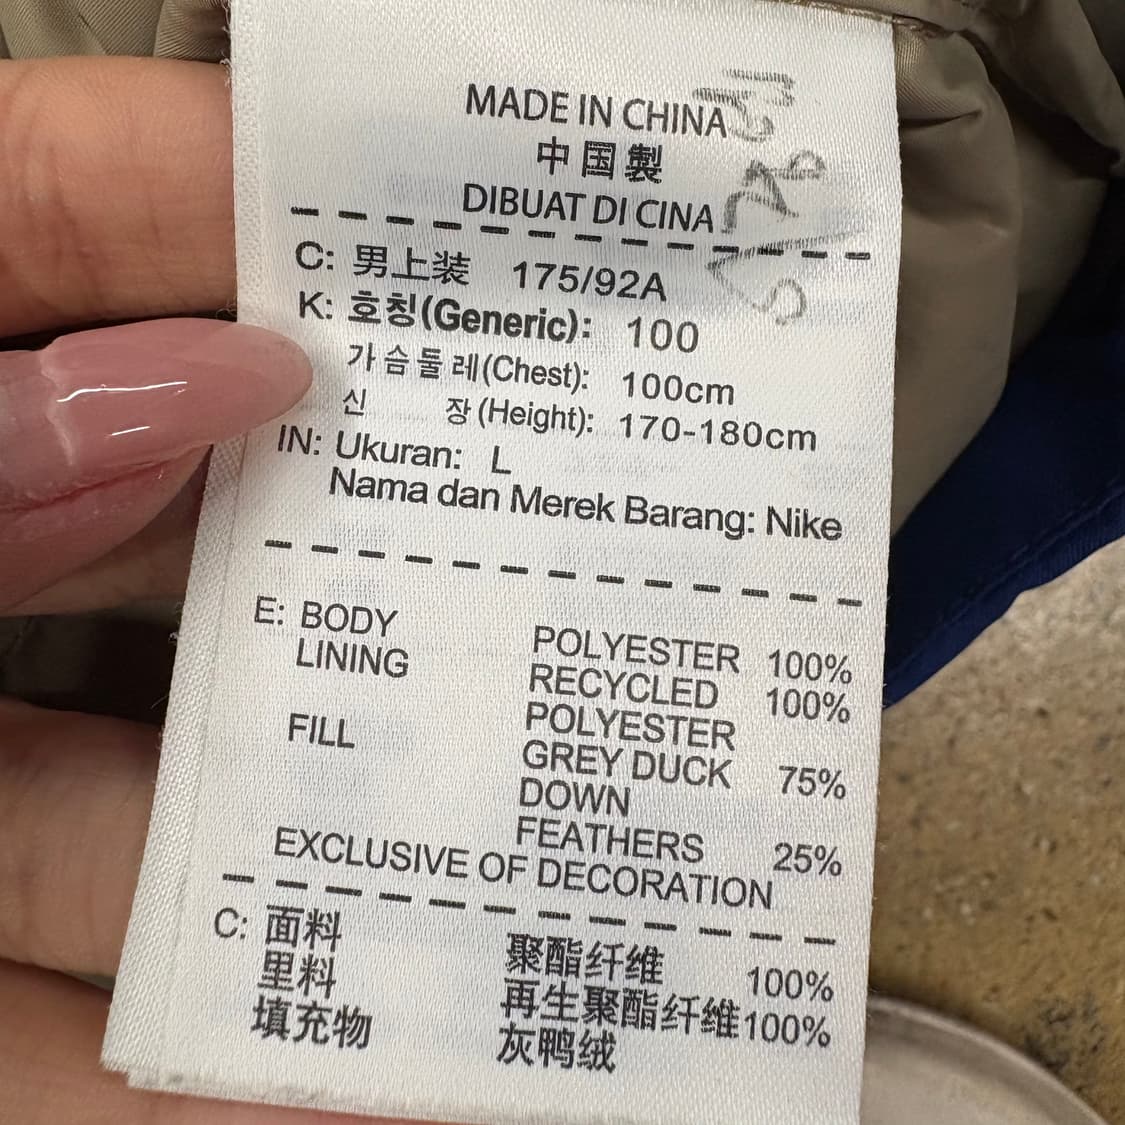 MADE IN CHINA
中国製
DIBUAT DI CINA
C: 男上装 175/92A
K: 호칭(Generic): 100
가슴둘레(Chest): 100cm
신 장(Height): 170-180cm
IN: Ukuran: L
Nama dan Merek Barang: Nike
E: BODY POLYESTER 100%
LINING RECYCLED 100%
POLYESTER
FILL GREY DUCK 75%
DOWN
FEATHERS 25%
EXCLUSIVE OF DECORATION
C: 面料 聚酯纤维 100%
里料 再生聚酯纤维 100%
填充物 灰鸭绒